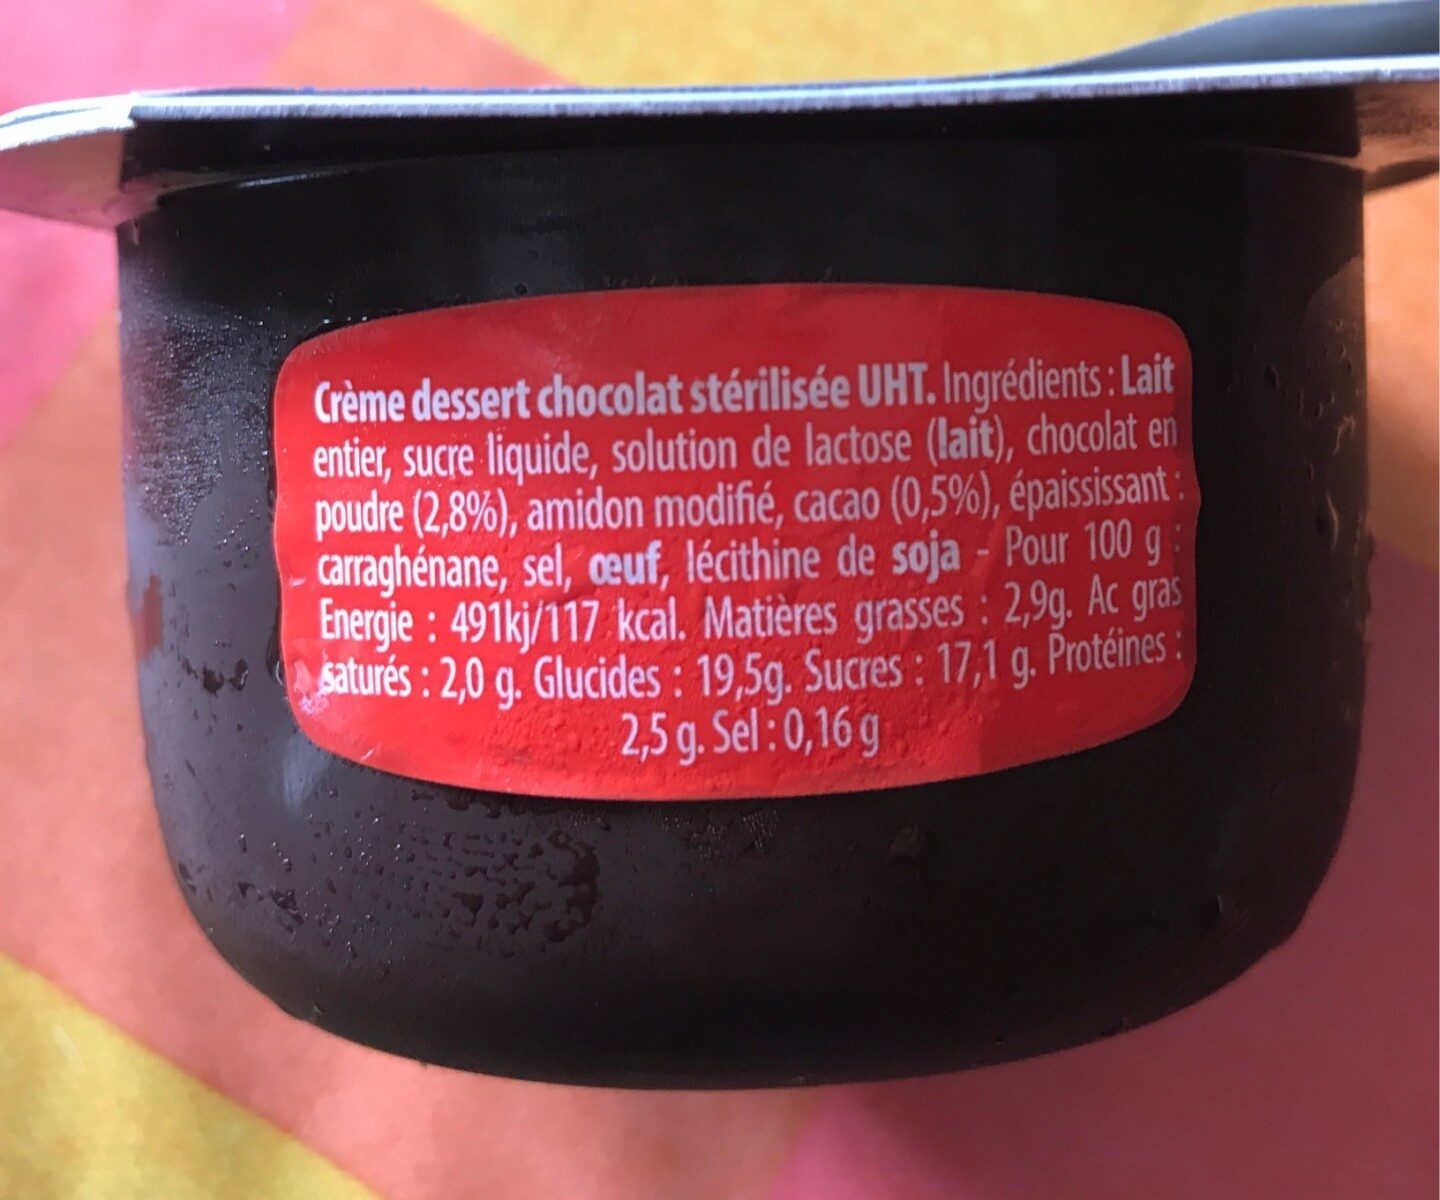 Crème dessert chocolat stérilisée UHT. Ingrédients : Lait
entier, sucre liquide, solution de lactose (lait), chocolat en
poudre (2,8%), amidon modifié, cacao (0,5%), épaississant :
carraghénane, sel, œuf, lécithine de soja - Pour 100 g :
Energie : 491kj/117 kcal. Matières grasses : 2,9g. Ac gras
saturés : 2,0 g. Glucides : 19,5g. Sucres : 17,1 g. Protéines :
2,5 g. Sel : 0,16 g